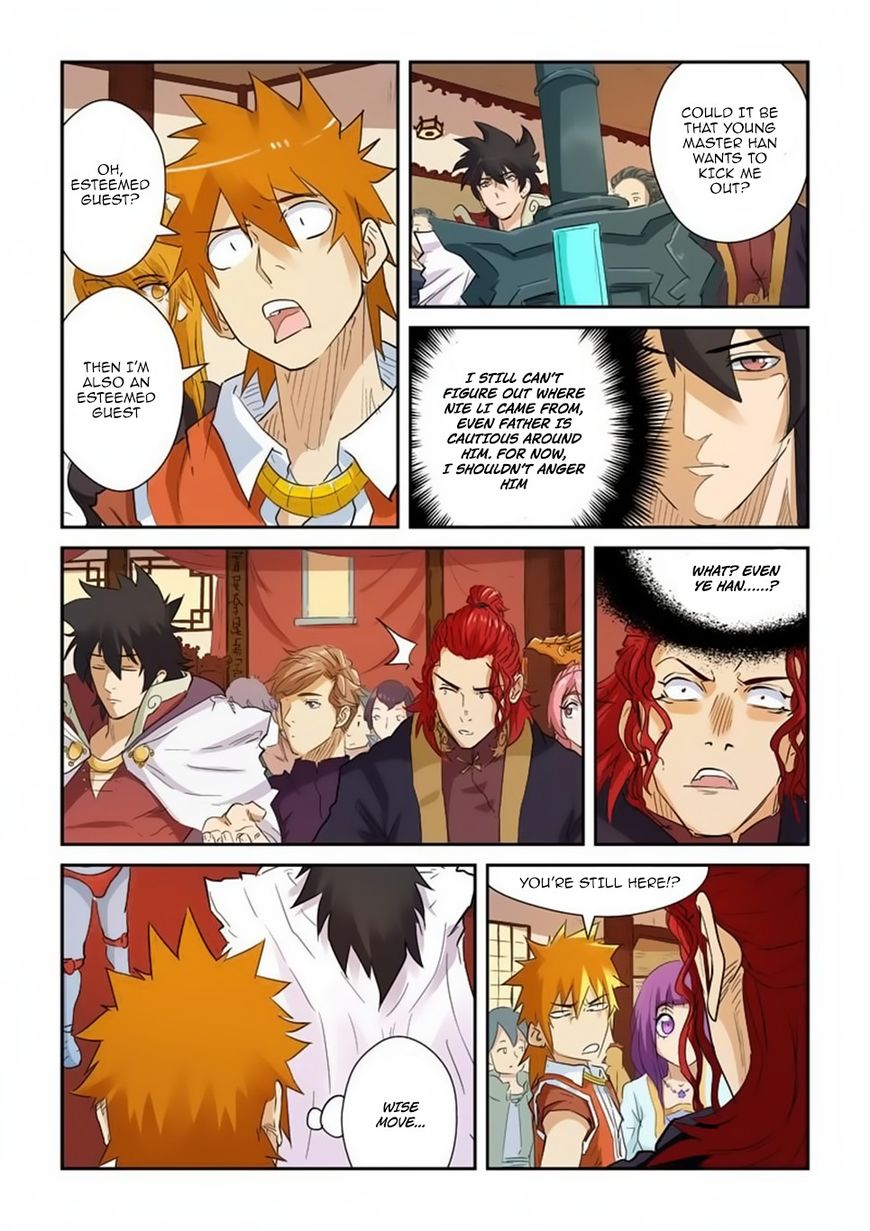 OH,
ESTEEMED
GUEST?
THEN I'M
ALSO AN
ESTEEMED
GUEST
COULD IT BE
THAT YOUNG
MASTER HAN
WANTS TO
KICK ME
OUT?
I STILL CAN'T
FIGURE OUT WHERE
NIE LI CAME FROM,
EVEN FATHER IS
CAUTIOUS AROUND
HIM. FOR NOW,
I SHOULDN'T ANGER
HIM
WHAT? EVEN
YE HAN......?
WISE
MOVE...
YOU'RE STILL HERE!?